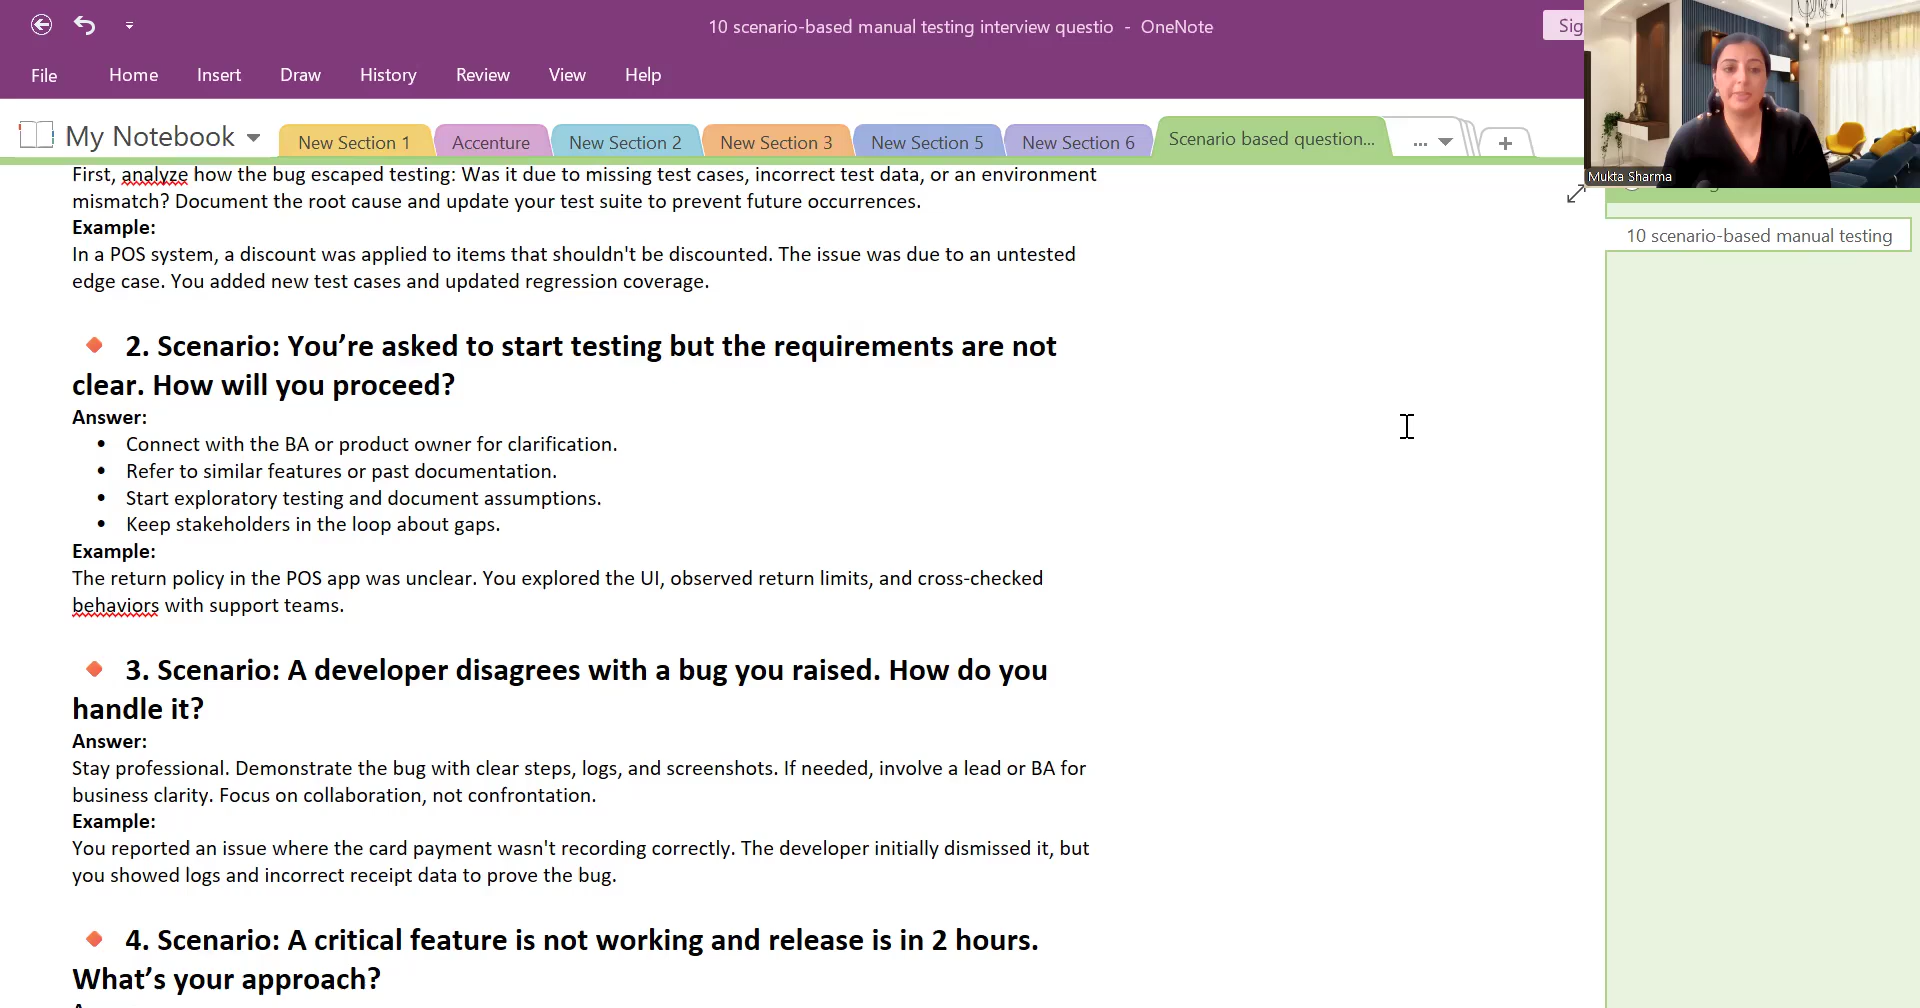 10 scenario-based manual testing interview questio - OneNote
Sig
File Home Insert Draw History Review View Help
My Notebook
New Section 1 Accenture New Section 2 New Section 3 New Section 5 New Section 6 Scenario based question... ...
Mukta Sharma
10 scenario-based manual testing
First, analyze how the bug escaped testing: Was it due to missing test cases, incorrect test data, or an environment
mismatch? Document the root cause and update your test suite to prevent future occurrences.
Example:
In a POS system, a discount was applied to items that shouldn't be discounted. The issue was due to an untested
edge case. You added new test cases and updated regression coverage.
2. Scenario: You’re asked to start testing but the requirements are not
clear. How will you proceed?
Answer:
• Connect with the BA or product owner for clarification.
• Refer to similar features or past documentation.
• Start exploratory testing and document assumptions.
• Keep stakeholders in the loop about gaps.
Example:
The return policy in the POS app was unclear. You explored the UI, observed return limits, and cross-checked
behaviors with support teams.
3. Scenario: A developer disagrees with a bug you raised. How do you
handle it?
Answer:
Stay professional. Demonstrate the bug with clear steps, logs, and screenshots. If needed, involve a lead or BA for
business clarity. Focus on collaboration, not confrontation.
Example:
You reported an issue where the card payment wasn't recording correctly. The developer initially dismissed it, but
you showed logs and incorrect receipt data to prove the bug.
4. Scenario: A critical feature is not working and release is in 2 hours.
What’s your approach?